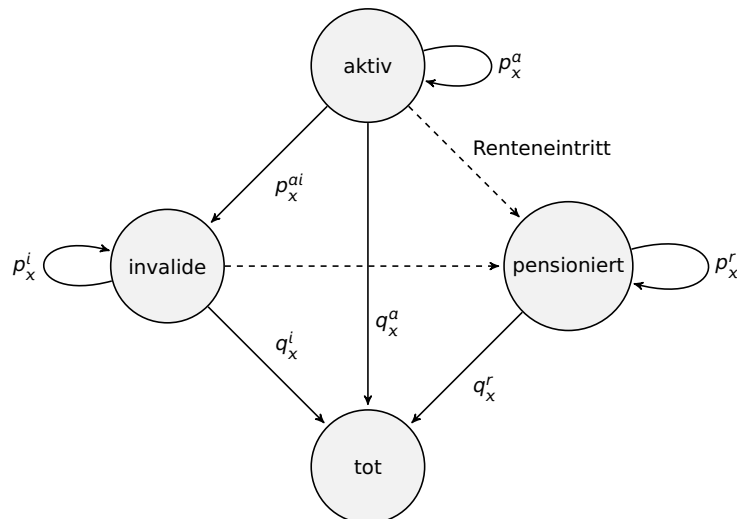 aktiv
p_x^a
Renteneintritt
p_x^{ai}
p_x^i
invalide
pensioniert
p_x^r
q_x^a
q_x^i
q_x^r
tot